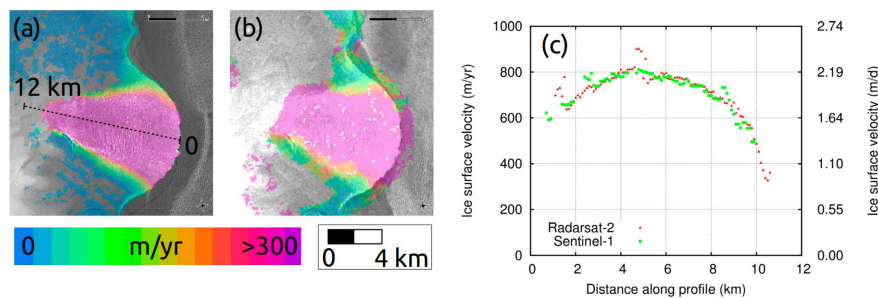 (a)
12 km
0
(b)
0 m/yr >300
0 4 km
(c)
Ice surface velocity (m/yr)
1000
800
600
400
200
0
Radarsat-2
Sentinel-1
0 2 4 6 8 10 12
Distance along profile (km)
2.74
2.19
1.64
1.10
0.55
0.00
Ice surface velocity (m/d)